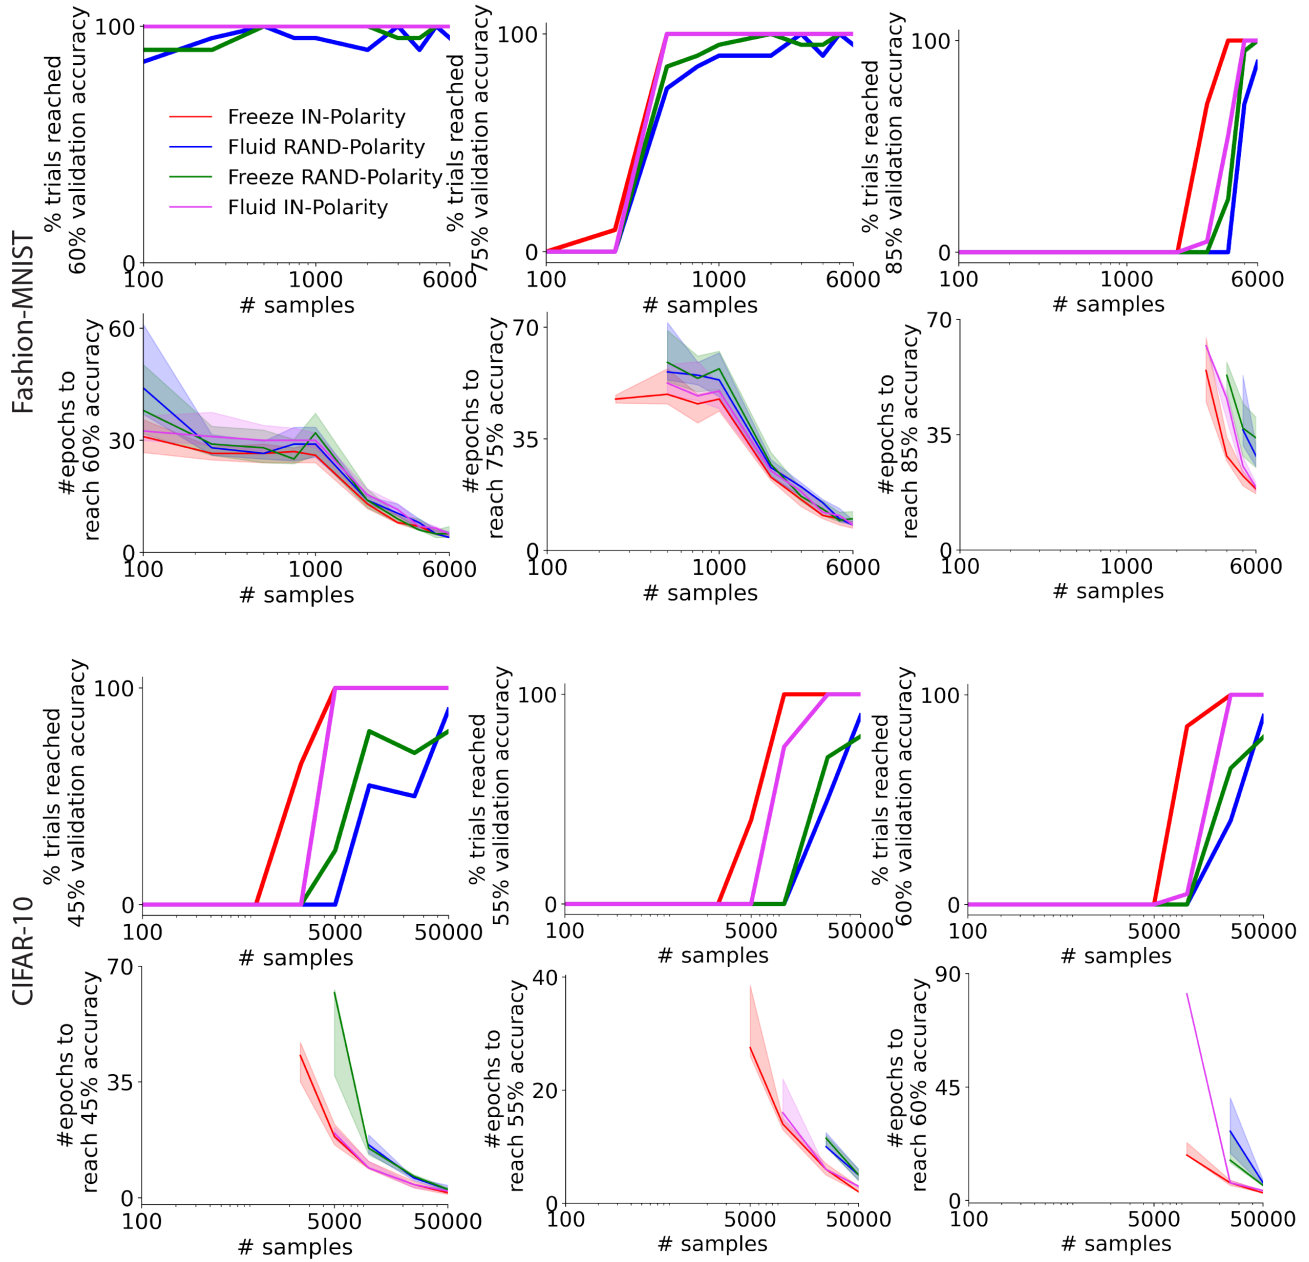 Fashion-MNIST
% trials reached
60% validation accuracy
100
0
100
1000
6000
# samples
Freeze IN-Polarity
Fluid RAND-Polarity
Freeze RAND-Polarity
Fluid IN-Polarity
% trials reached
75% validation accuracy
100
0
100
1000
6000
# samples
% trials reached
85% validation accuracy
100
0
100
1000
6000
# samples
#epochs to
reach 60% accuracy
60
30
0
100
1000
6000
# samples
#epochs to
reach 75% accuracy
70
35
0
100
1000
6000
# samples
#epochs to
reach 85% accuracy
70
35
0
100
1000
6000
# samples
CIFAR-10
% trials reached
45% validation accuracy
100
0
100
5000
50000
# samples
% trials reached
55% validation accuracy
100
0
100
5000
50000
# samples
% trials reached
60% validation accuracy
100
0
100
5000
50000
# samples
#epochs to
reach 45% accuracy
70
35
0
100
5000
50000
# samples
#epochs to
reach 55% accuracy
40
20
0
100
5000
50000
# samples
#epochs to
reach 60% accuracy
90
45
0
100
5000
50000
# samples